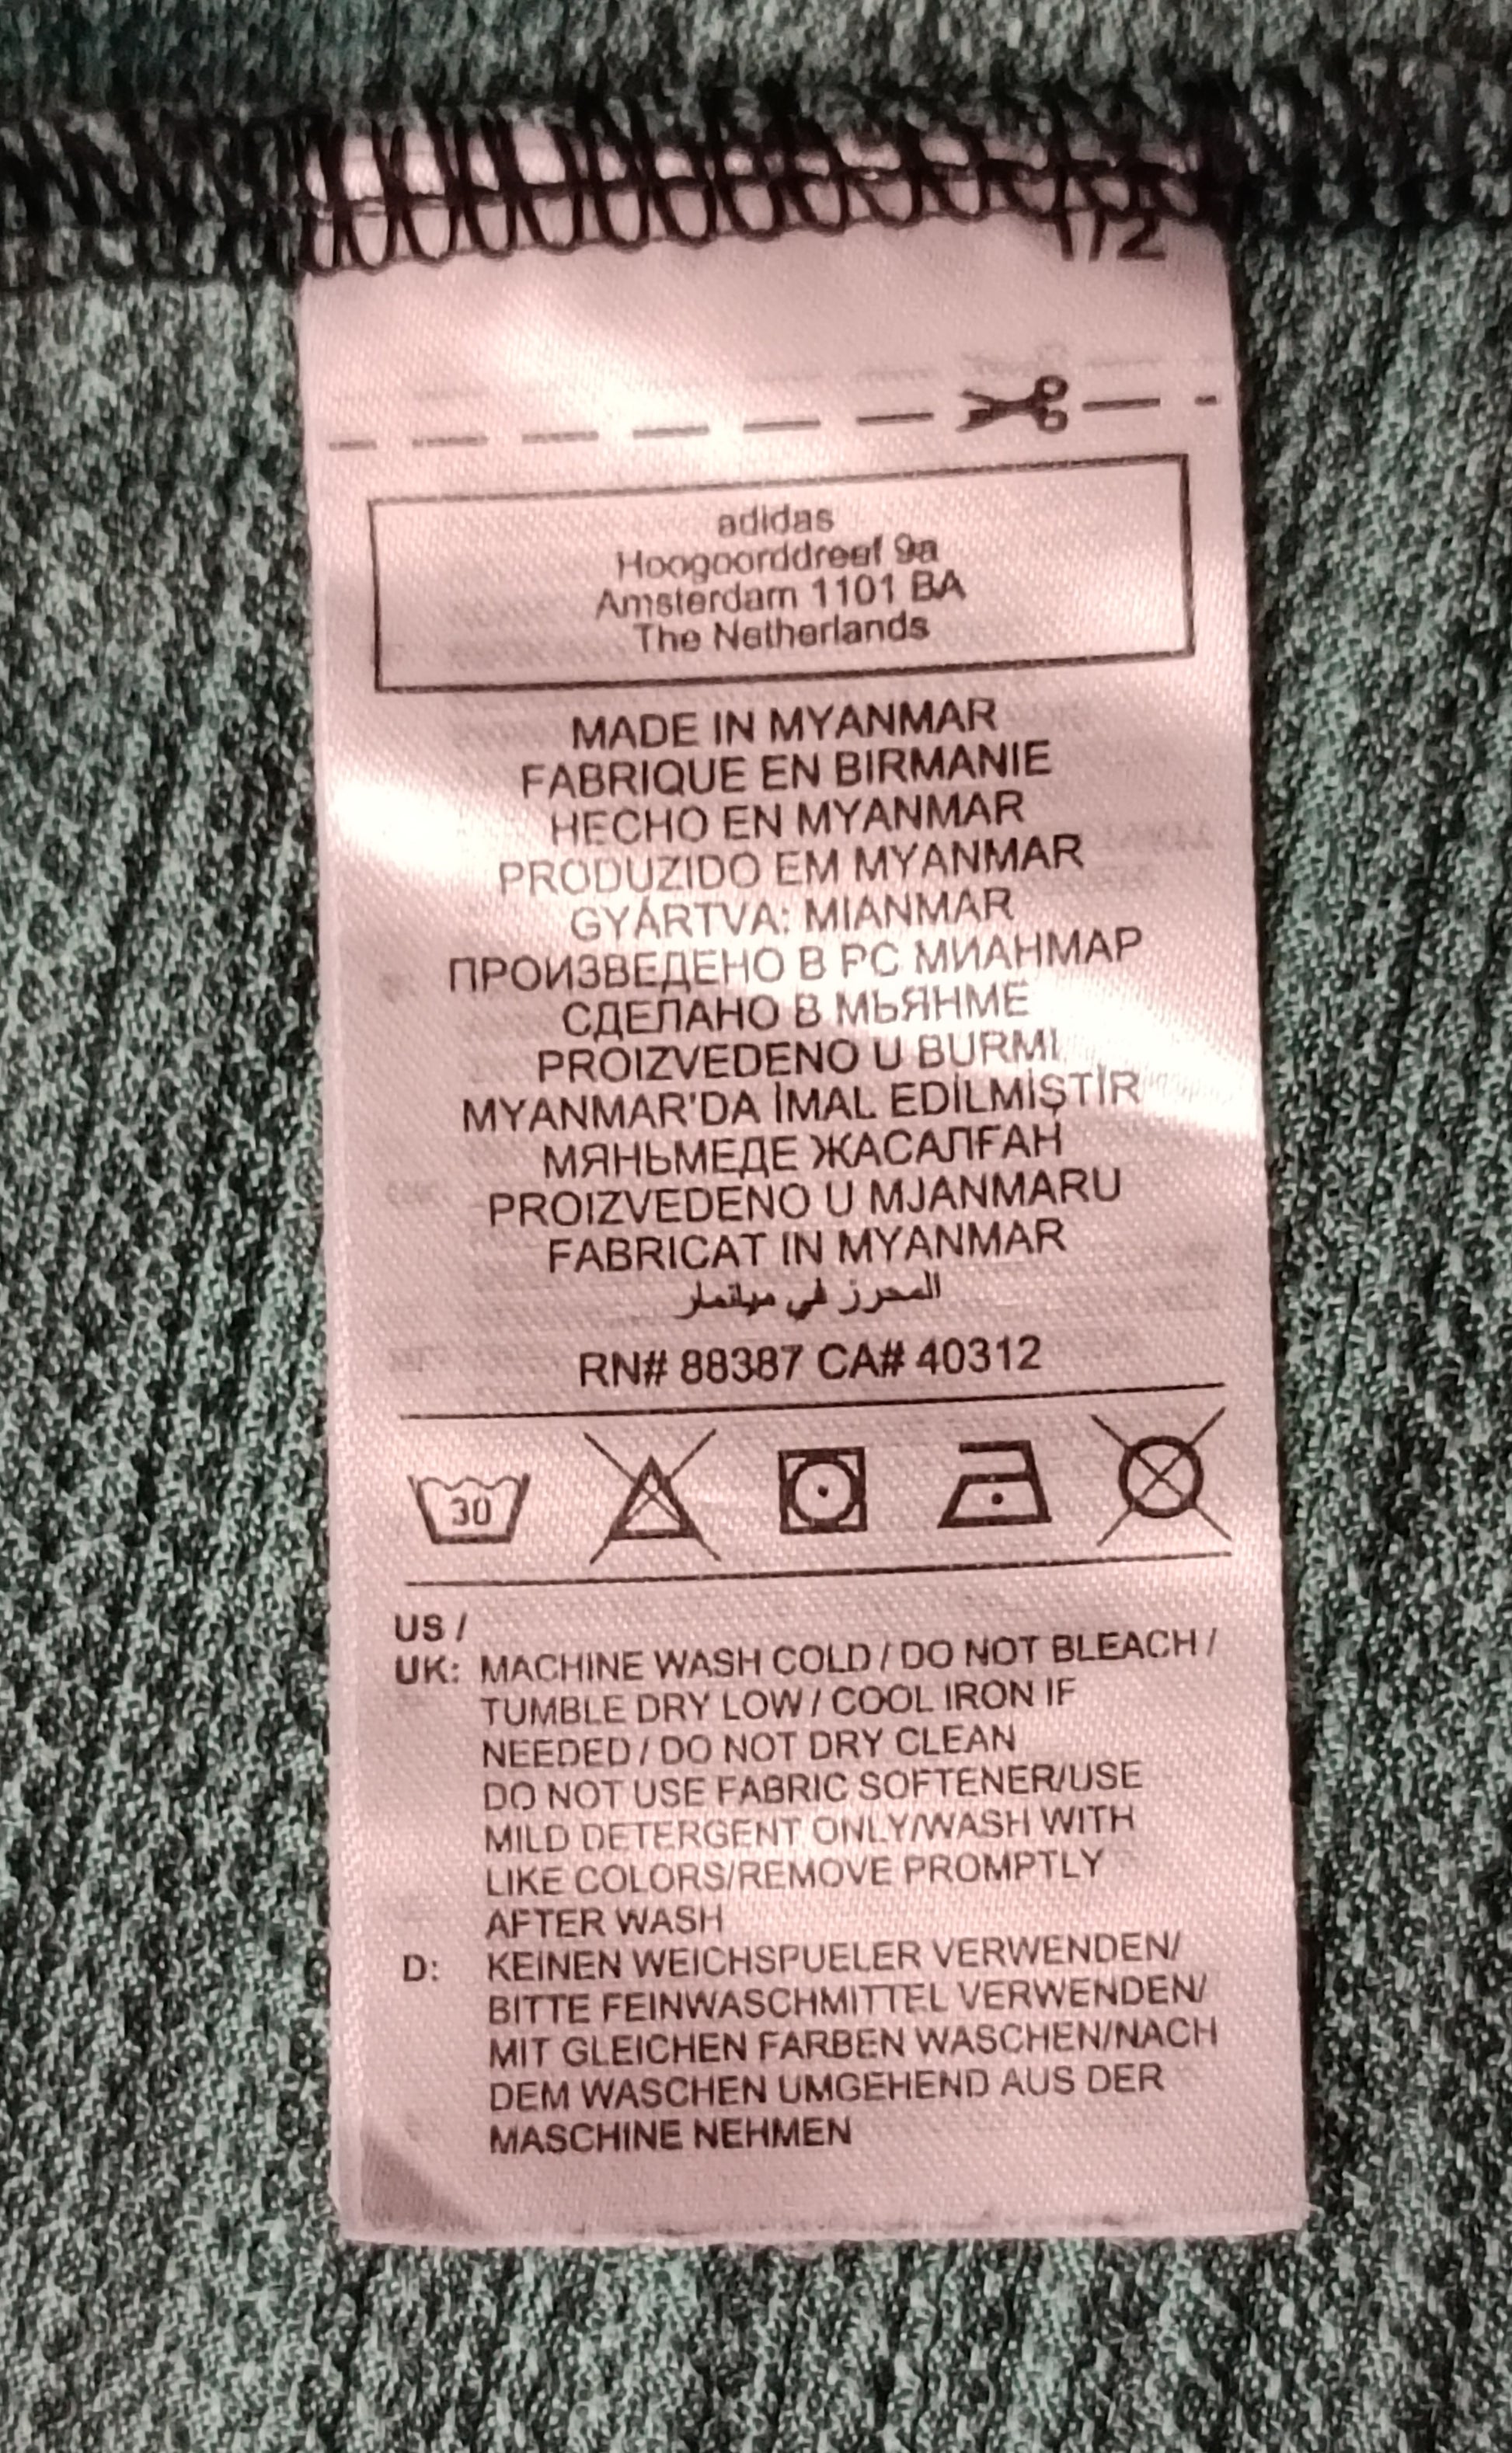 1/2
adidas
Hoogoorddreef 9a
Amsterdam 1101 BA
The Netherlands
MADE IN MYANMAR
FABRIQUE EN BIRMANIE
HECHO EN MYANMAR
PRODUZIDO EM MYANMAR
GYÁRTVA: MIANMAR
ПРОИЗВЕДЕНО В РС МИАНМАР
СДЕЛАНО В МЬЯНМЕ
PROIZVEDENO U BURMI
MYANMAR'DA İMAL EDİLMİŞTİR
МЯНЬМЕДЕ ЖАСАЛҒАН
PROIZVEDENO U MJANMARU
FABRICAT IN MYANMAR
المحرز في ميانمار
RN# 88387 CA# 40312
30
US /
UK: MACHINE WASH COLD / DO NOT BLEACH /
TUMBLE DRY LOW / COOL IRON IF
NEEDED / DO NOT DRY CLEAN
DO NOT USE FABRIC SOFTENER/USE
MILD DETERGENT ONLY/WASH WITH
LIKE COLORS/REMOVE PROMPTLY
AFTER WASH
D: KEINEN WEICHSPUELER VERWENDEN/
BITTE FEINWASCHMITTEL VERWENDEN/
MIT GLEICHEN FARBEN WASCHEN/NACH
DEM WASCHEN UMGEHEND AUS DER
MASCHINE NEHMEN